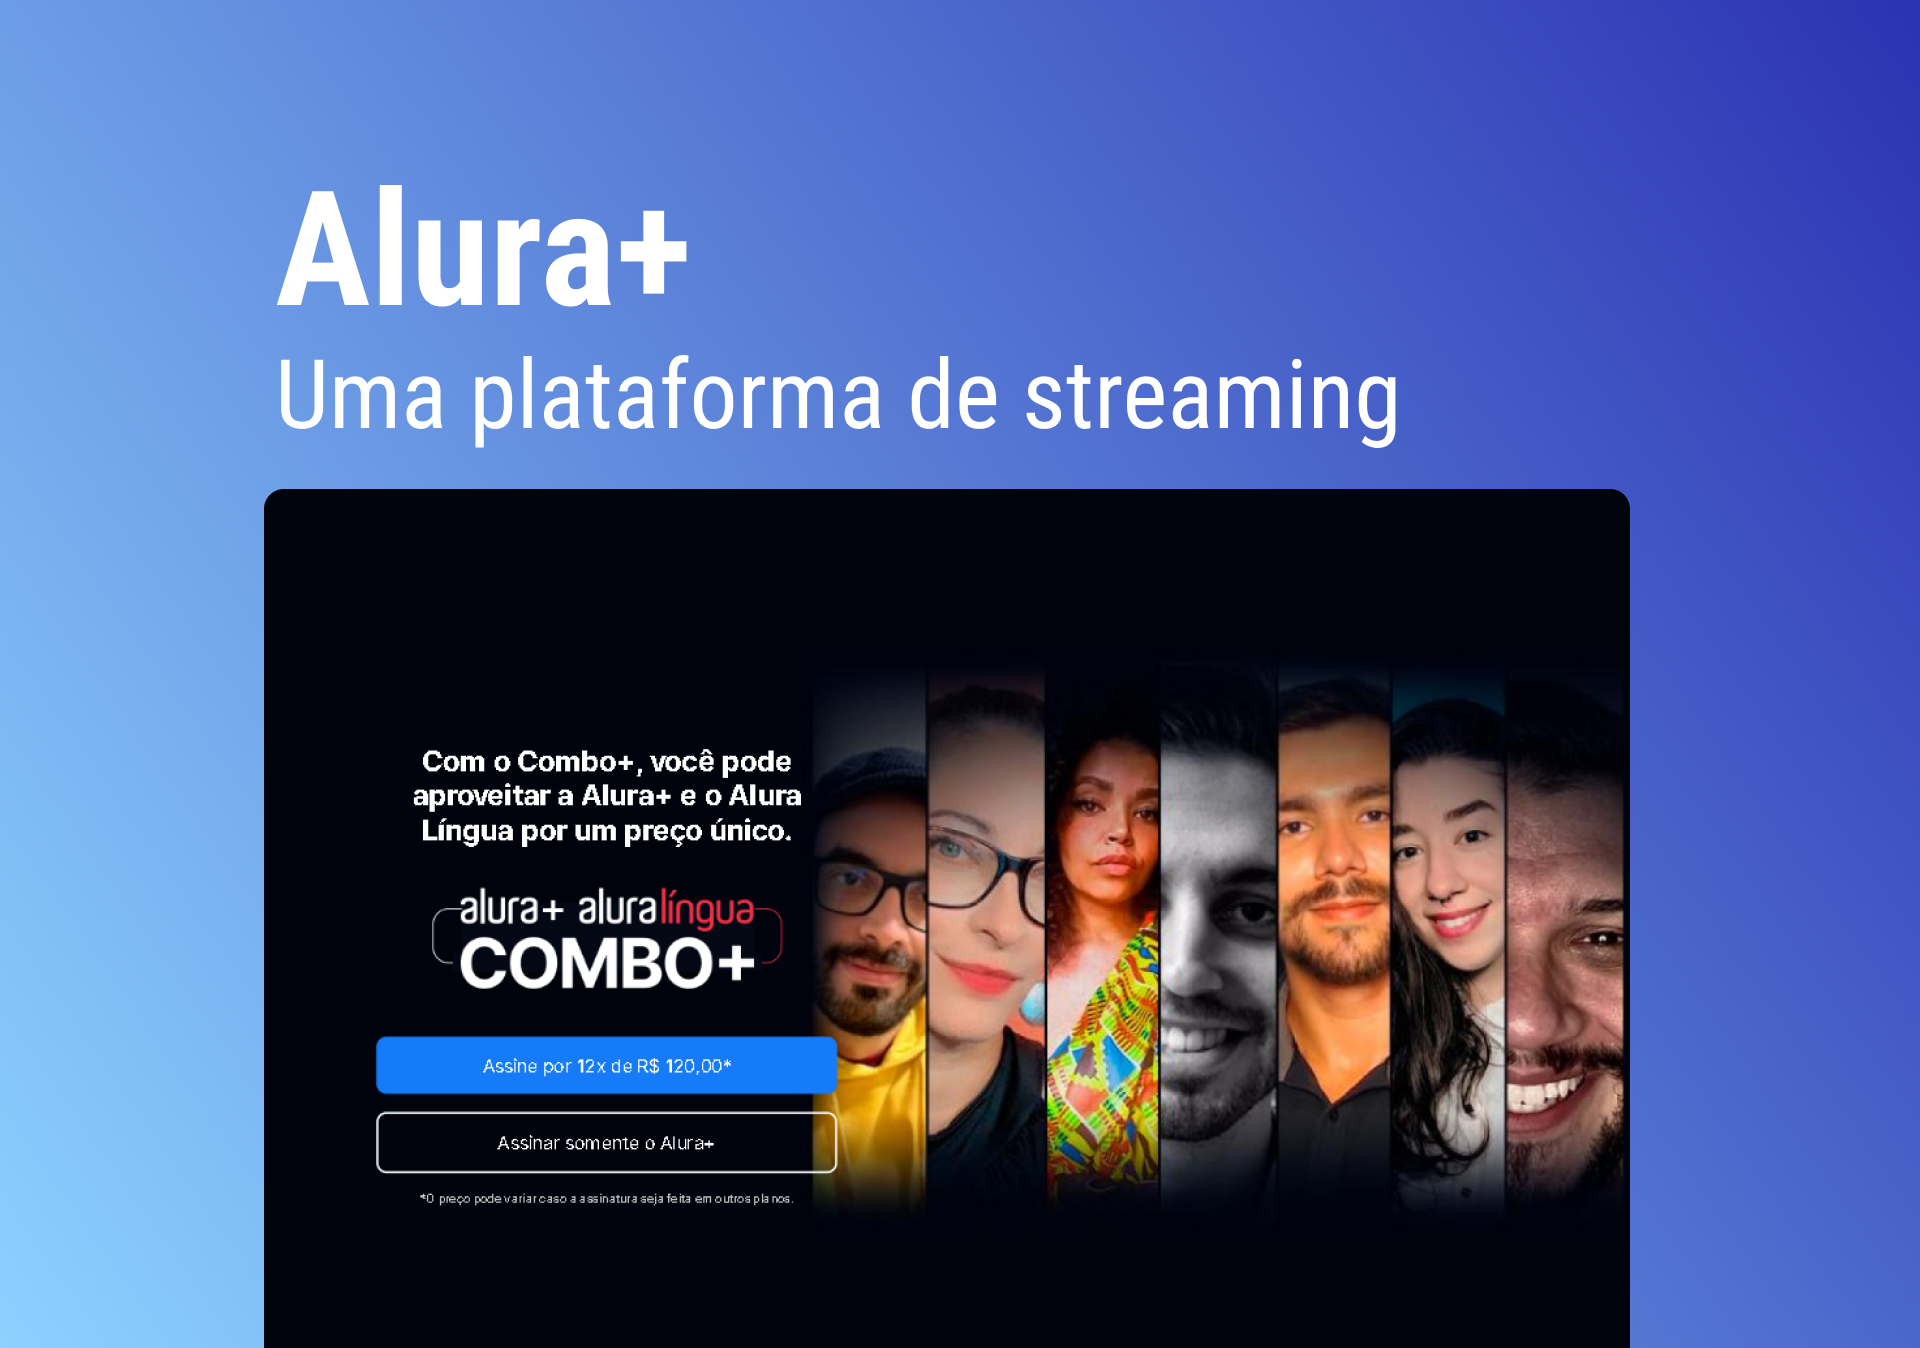 Alura+
Uma plataforma de streaming
Com o Combo+, você pode
aproveitar a Alura+ e o Alura
Língua por um preço único.
alura+ aluralíngua
COMBO+
Assine por 12x de R$ 120,00*
Assinar somente o Alura+
*O preço pode variar caso a assinatura seja feita em outros planos.